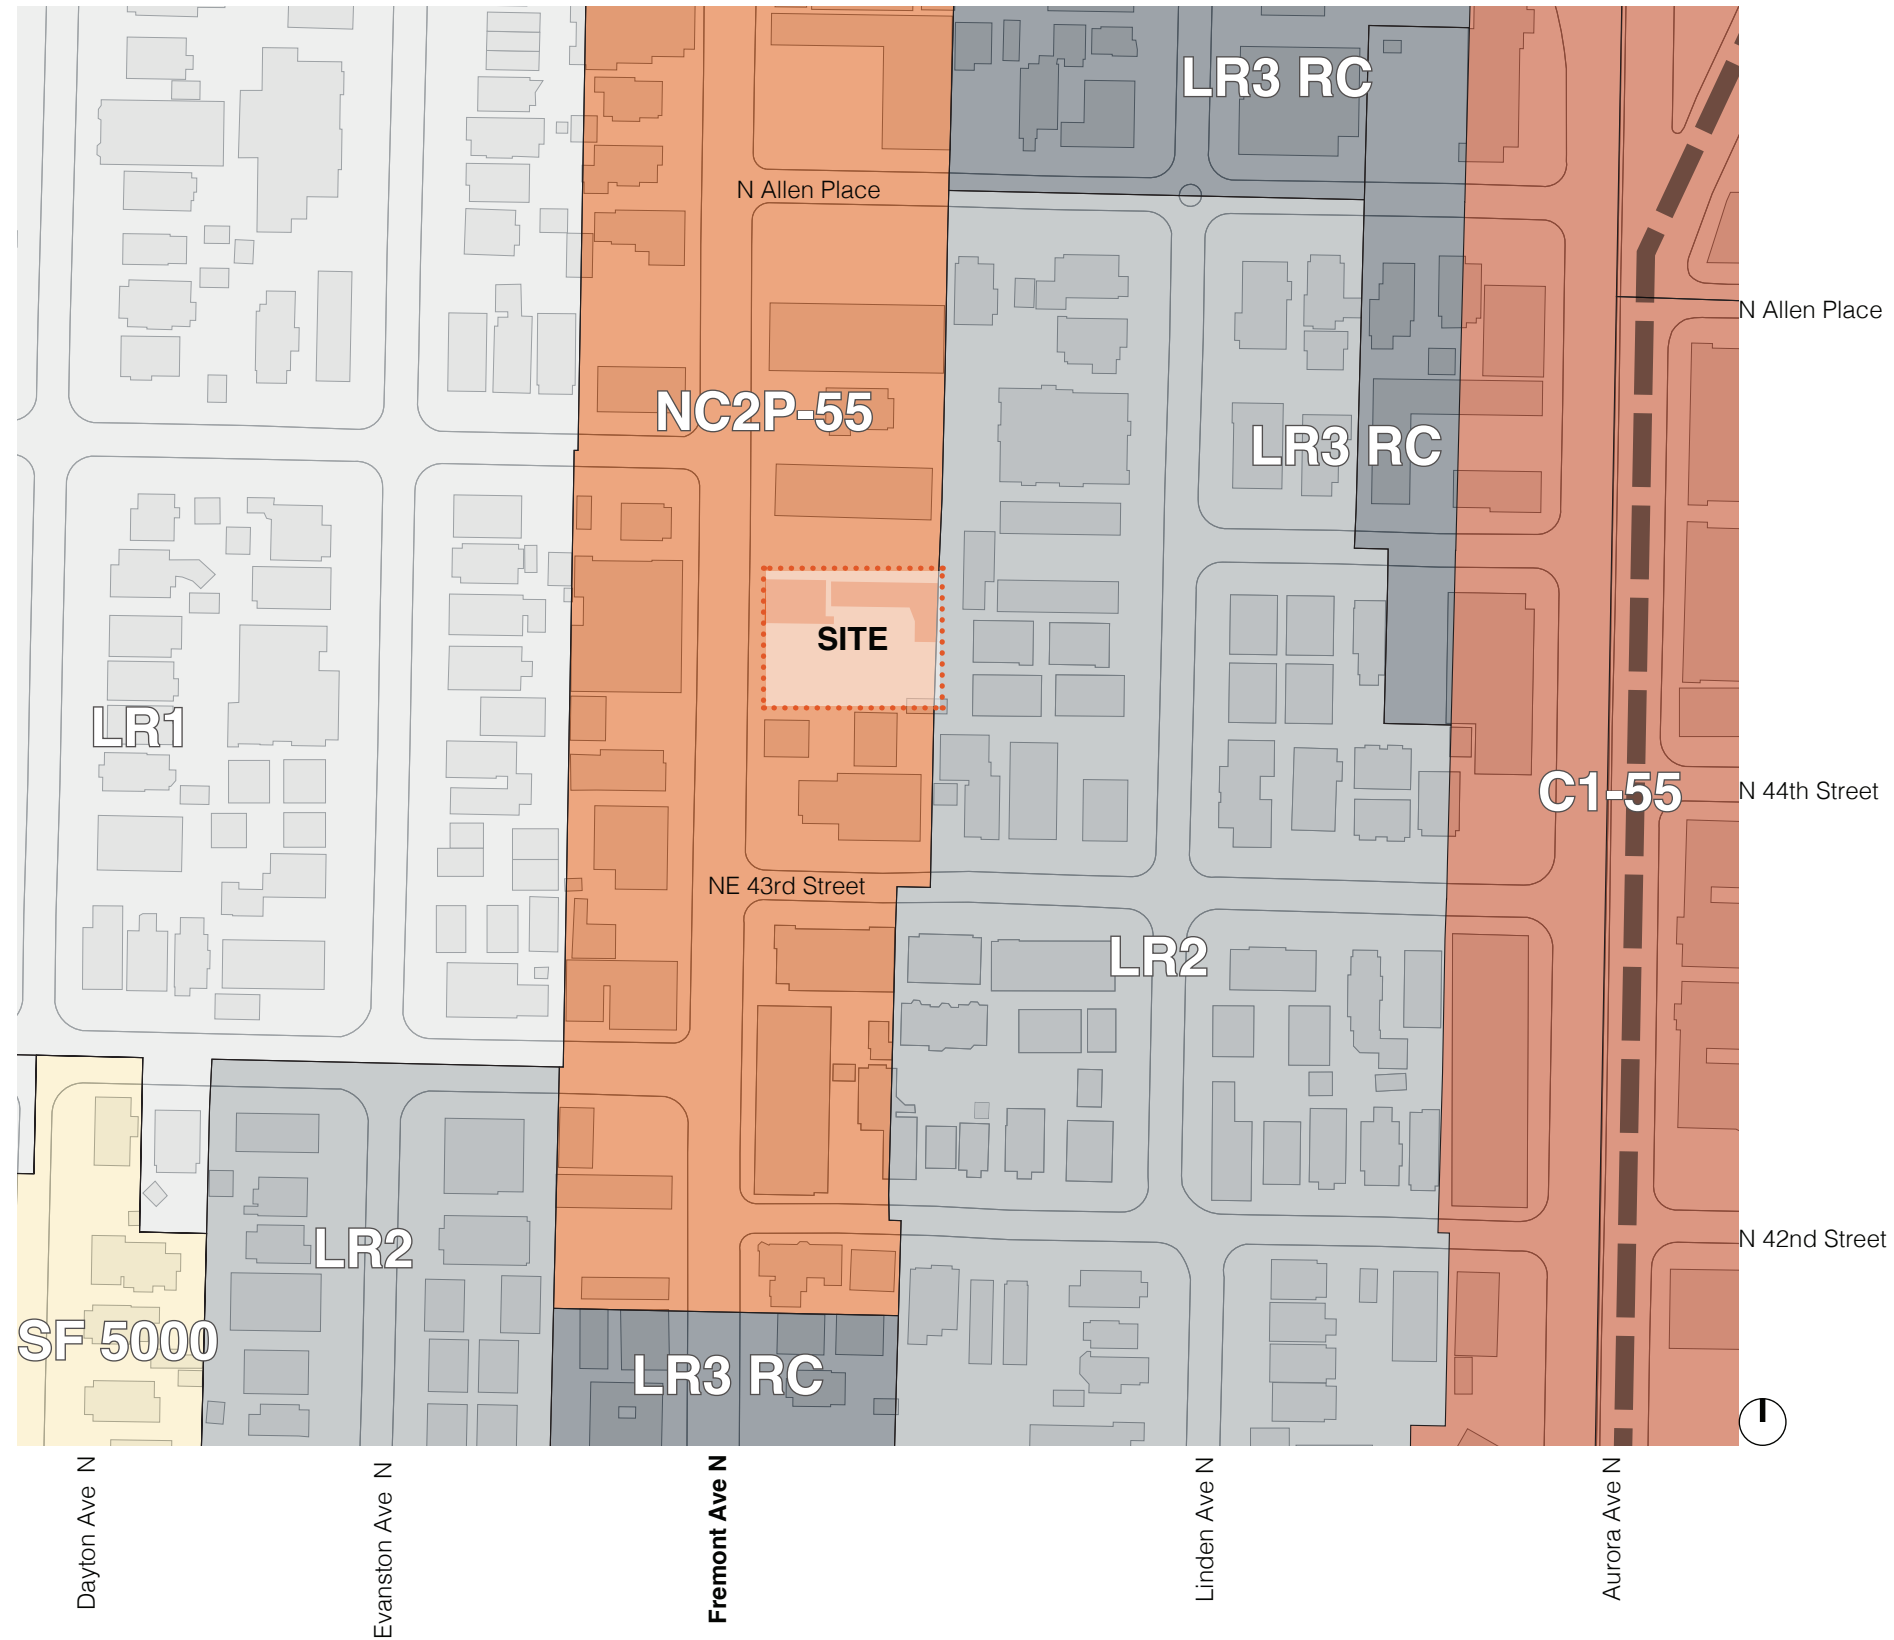 LR3 RC
N Allen Place
N Allen Place
NC2P-55
LR3 RC
SITE
LR1
C1-55
N 44th Street
NE 43rd Street
LR2
LR2
N 42nd Street
SF 5000
LR3 RC
Dayton Ave N
Evanston Ave N
Fremont Ave N
Linden Ave N
Aurora Ave N